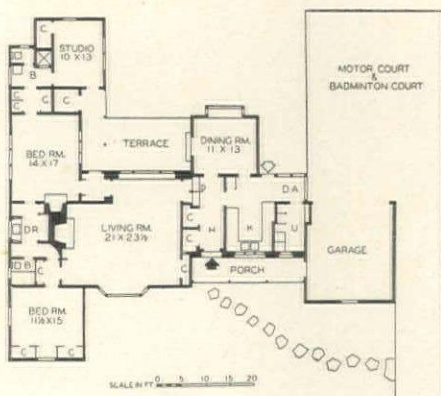 C
STUDIO
10 X 13
B
C
C
C
C
MOTOR COURT
&
BADMINTON COURT
TERRACE
DINING RM.
11 X 13
BED RM.
14 X 17
P
D A
C
DR
LIVING RM.
21 X 23½
C
H
K
U
GARAGE
B
C
C
PORCH
BED RM.
11½ X 15
C
C
SCALE IN FT. 0 5 10 15 20